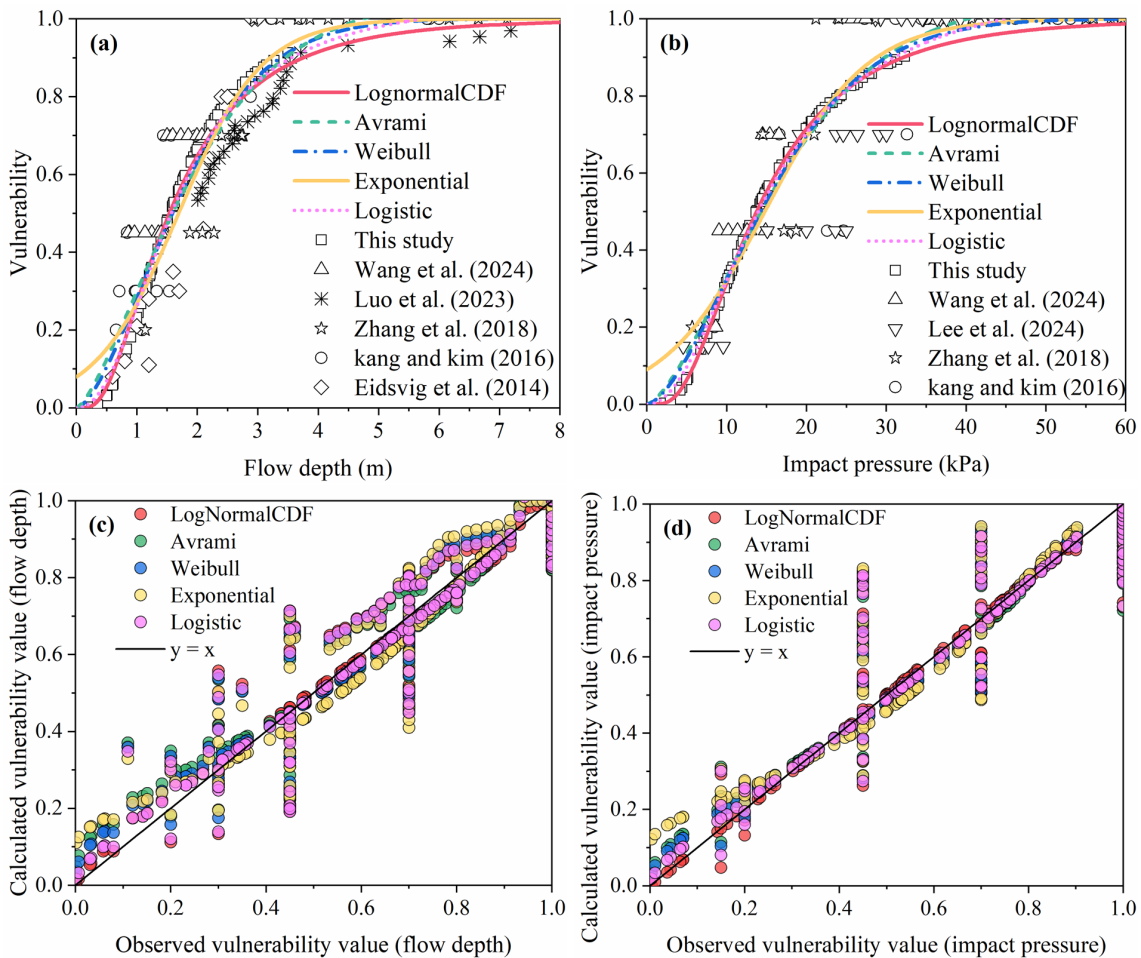 (a)
1.0
0.8
0.6
0.4
0.2
0.0
Vulnerability
LognormalCDF
Avrami
Weibull
Exponential
Logistic
This study
Wang et al. (2024)
Luo et al. (2023)
Zhang et al. (2018)
kang and kim (2016)
Eidsvig et al. (2014)
0 1 2 3 4 5 6 7 8
Flow depth (m)
(b)
1.0
0.8
0.6
0.4
0.2
0.0
Vulnerability
LognormalCDF
Avrami
Weibull
Exponential
Logistic
This study
Wang et al. (2024)
Lee et al. (2024)
Zhang et al. (2018)
kang and kim (2016)
0 10 20 30 40 50 60
Impact pressure (kPa)
(c)
1.0
0.8
0.6
0.4
0.2
0.0
Calculated vulnerability value (flow depth)
LogNormalCDF
Avrami
Weibull
Exponential
Logistic
y = x
0.0 0.2 0.4 0.6 0.8 1.0
Observed vulnerability value (flow depth)
(d)
1.0
0.8
0.6
0.4
0.2
0.0
Calculated vulnerability value (impact pressure)
LogNormalCDF
Avrami
Weibull
Exponential
Logistic
y = x
0.0 0.2 0.4 0.6 0.8 1.0
Observed vulnerability value (impact pressure)